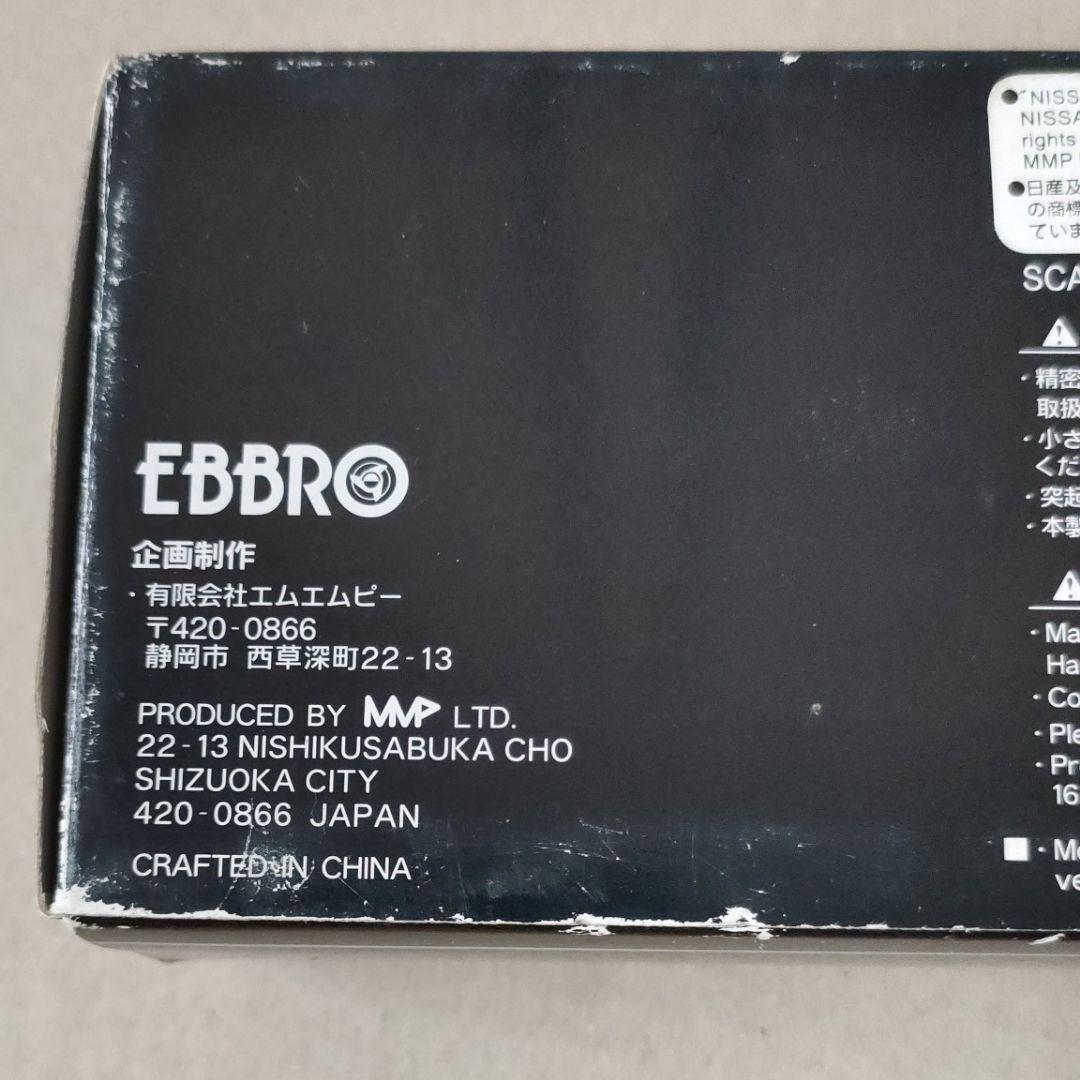 EBBRO
企画制作
・有限会社エムエムピー
〒420-0866
静岡市 西草深町22-13
PRODUCED BY MMP LTD.
22-13 NISHIKUSABUKA CHO
SHIZUOKA CITY
420-0866 JAPAN
CRAFTED IN CHINA
●"NISS
NISSA
rights
MMP
●日産及
の商標
ていま
SCA
・精密
取扱
・小さ
くだ
・突起
・本製
・Ma
Ha
・Co
・Ple
・Pr
16
■・Mo
ve